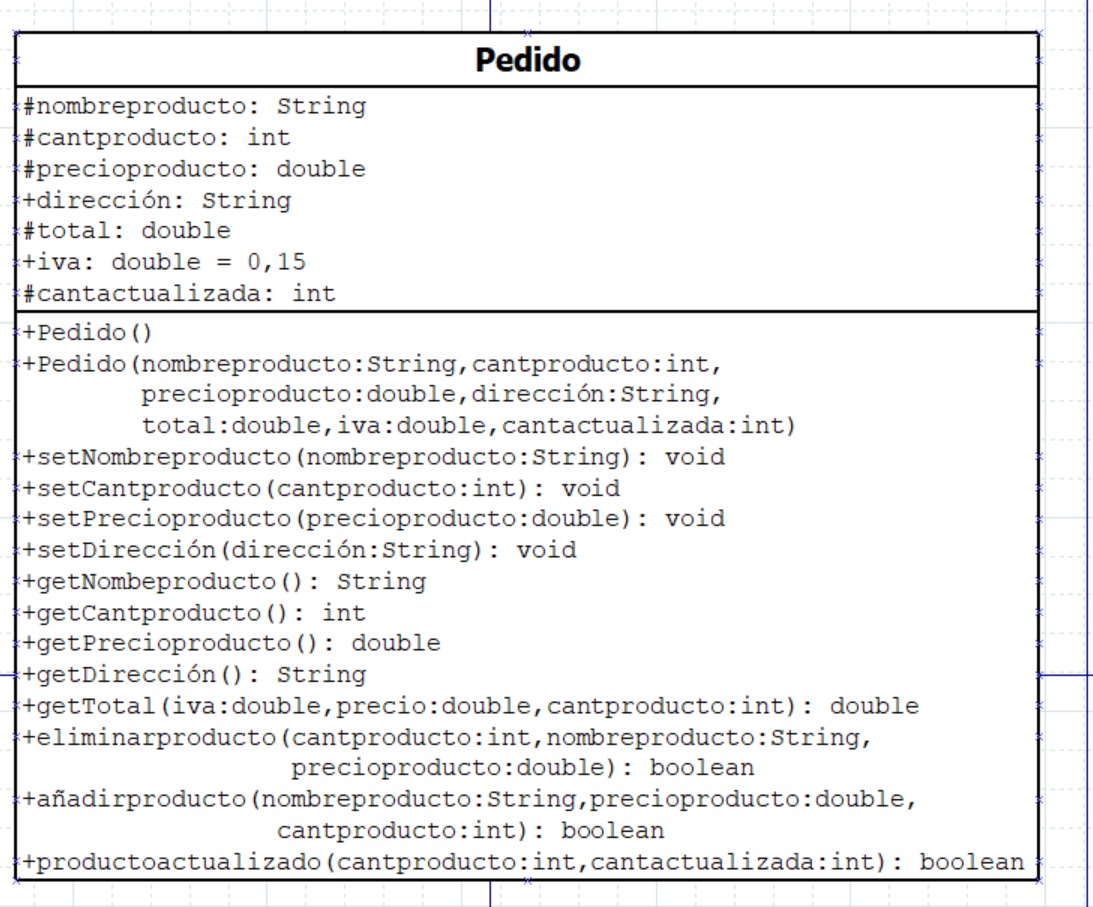 Pedido
#nombreproducto: String
#cantproducto: int
#precioproducto: double
+dirección: String
#total: double
+iva: double = 0,15
#cantactualizada: int
+Pedido()
+Pedido(nombreproducto:String,cantproducto:int,
precioproducto:double,dirección:String,
total:double,iva:double,cantactualizada:int)
+setNombreproducto(nombreproducto:String): void
+setCantproducto(cantproducto:int): void
+setPrecioproducto(precioproducto:double): void
+setDirección(dirección:String): void
+getNombeproducto(): String
+getCantproducto(): int
+getPrecioproducto(): double
+getDirección(): String
+getTotal(iva:double,precio:double,cantproducto:int): double
+eliminarproducto(cantproducto:int,nombreproducto:String,
precioproducto:double): boolean
+añadirproducto(nombreproducto:String,precioproducto:double,
cantproducto:int): boolean
+productoactualizado(cantproducto:int,cantactualizada:int): boolean